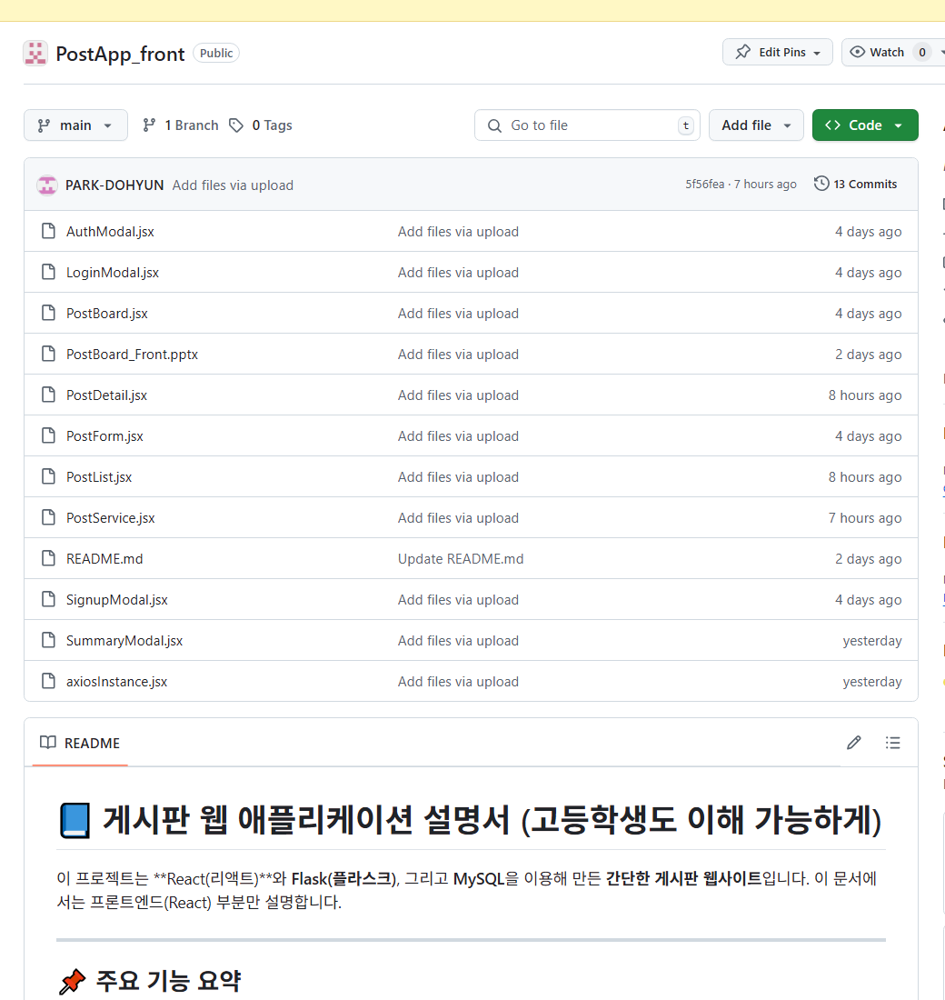 PostApp_front Public Edit Pins Watch 0
main 1 Branch 0 Tags Go to file t Add file Code
PARK-DOHYUN Add files via upload 5f56fea · 7 hours ago 13 Commits
AuthModal.jsx Add files via upload 4 days ago
LoginModal.jsx Add files via upload 4 days ago
PostBoard.jsx Add files via upload 4 days ago
PostBoard_Front.pptx Add files via upload 2 days ago
PostDetail.jsx Add files via upload 8 hours ago
PostForm.jsx Add files via upload 4 days ago
PostList.jsx Add files via upload 8 hours ago
PostService.jsx Add files via upload 7 hours ago
README.md Update README.md 2 days ago
SignupModal.jsx Add files via upload 4 days ago
SummaryModal.jsx Add files via upload yesterday
axiosInstance.jsx Add files via upload yesterday
README
📘 게시판 웹 애플리케이션 설명서 (고등학생도 이해 가능하게)
이 프로젝트는 **React(리액트)**와 Flask(플라스크), 그리고 MySQL을 이용해 만든 간단한 게시판 웹사이트입니다. 이 문서에
서는 프론트엔드(React) 부분만 설명합니다.
📌 주요 기능 요약